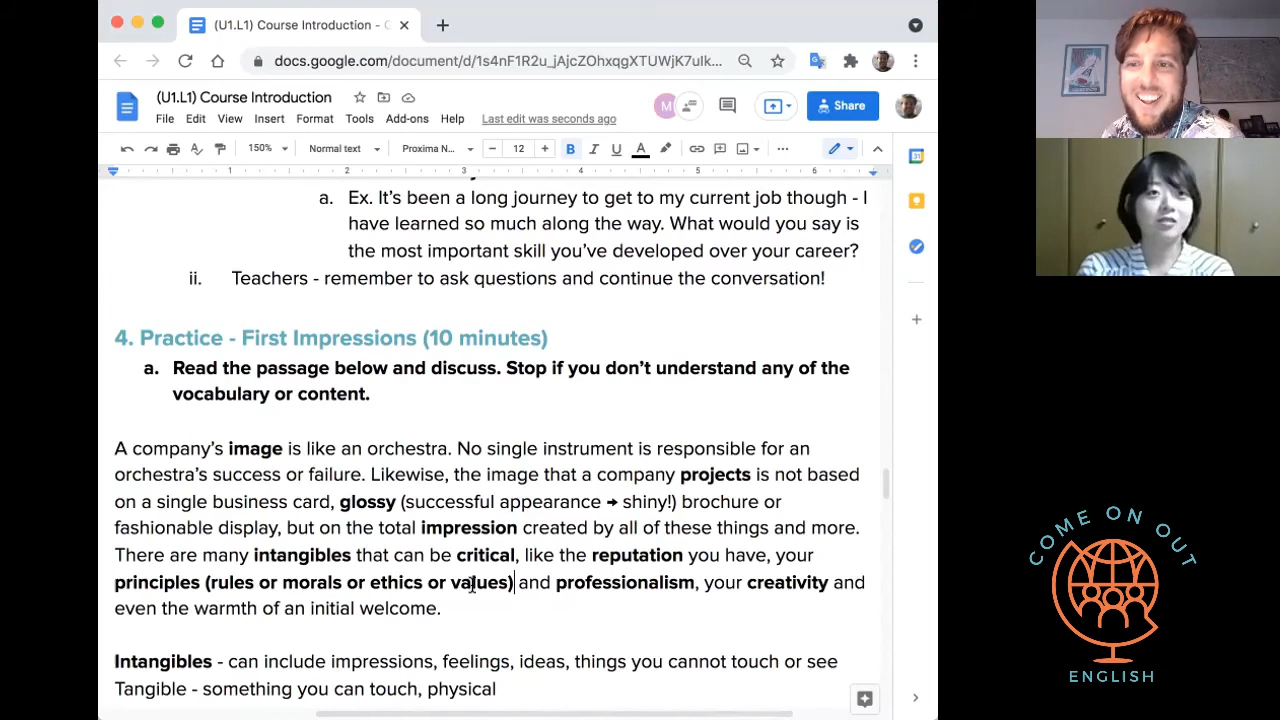 (U1.L1) Course Introduction - G
docs.google.com/document/d/1s4nF1R2u_jAjcZOhxqgXTUWjK7ulk...
(U1.L1) Course Introduction
File Edit View Insert Format Tools Add-ons Help Last edit was seconds ago
M
Share
150% Normal text Proxima N... 12 B I U A
31
1 2 3 4 5 6
a. Ex. It's been a long journey to get to my current job though - I
have learned so much along the way. What would you say is
the most important skill you've developed over your career?
ii. Teachers - remember to ask questions and continue the conversation!
4. Practice - First Impressions (10 minutes)
a. Read the passage below and discuss. Stop if you don't understand any of the
vocabulary or content.
A company's image is like an orchestra. No single instrument is responsible for an
orchestra's success or failure. Likewise, the image that a company projects is not based
on a single business card, glossy (successful appearance → shiny!) brochure or
fashionable display, but on the total impression created by all of these things and more.
There are many intangibles that can be critical, like the reputation you have, your
principles (rules or morals or ethics or values) and professionalism, your creativity and
even the warmth of an initial welcome.
Intangibles - can include impressions, feelings, ideas, things you cannot touch or see
Tangible - something you can touch, physical
COME ON OUT
ENGLISH